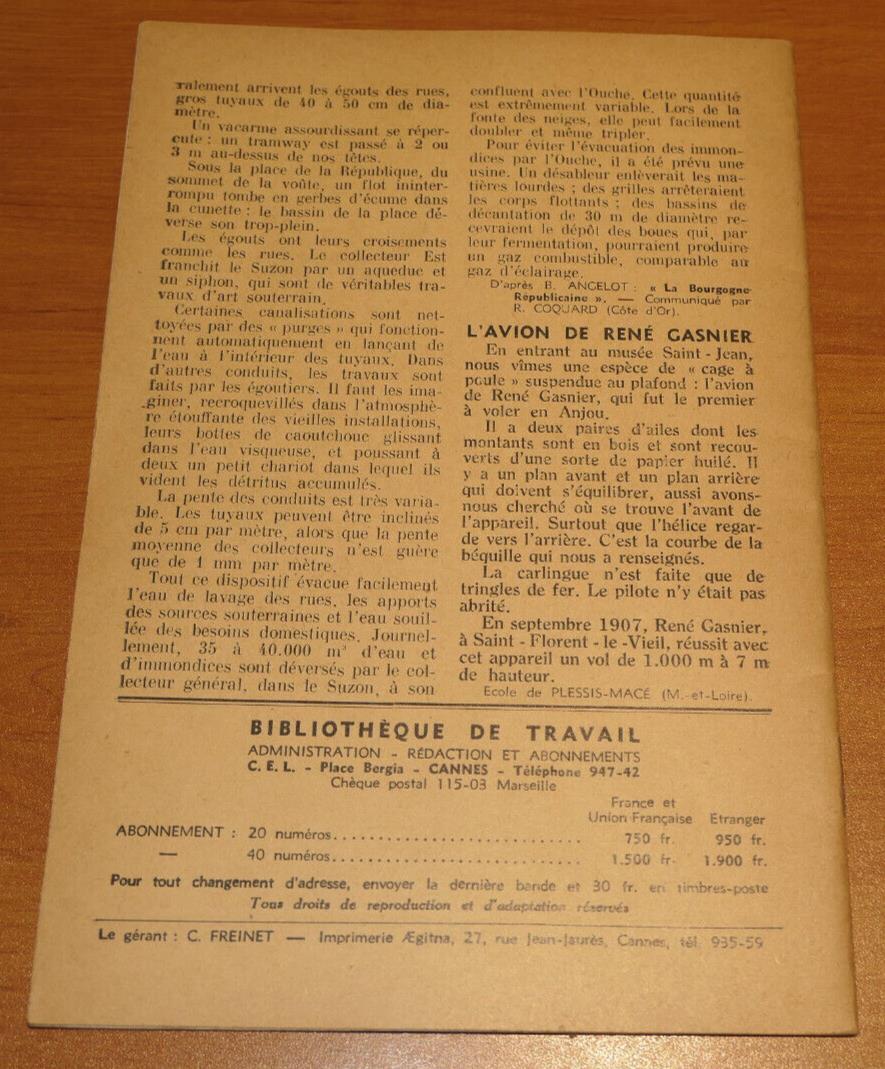 ralement arrivent les égouts des rues,
gros tuyaux de 40 à 50 cm de dia-
mètre.
Un vacarme assourdissant se réper-
cute : un tramway est passé à 2 ou
3 m au-dessus de nos têtes.
Sous la place de la République, du
sommet de la voûte, un flot ininter-
rompu tombe en gerbes d'écume dans
la cunette : le bassin de la place dé-
verse son trop-plein.
Les égouts ont leurs croisements
comme les rues. Le collecteur Est
franchit le Suzon par un aqueduc et
un siphon, qui sont de véritables tra-
vaux d'art souterrain.
Certaines canalisations sont net-
toyées par des « purges » qui fonction-
nent automatiquement en lançant de
l'eau à l'intérieur des tuyaux. Dans
d'autres conduits, les travaux sont
faits par les égoutiers. Il faut les ima-
giner, recroquevillés dans l'atmosphè-
re étouffante des vieilles installations,
leurs bottes de caoutchouc glissant
dans l'eau visqueuse, et poussant à
deux un petit chariot dans lequel ils
vident les détritus accumulés.
La pente des conduits est très varia-
ble. Les tuyaux peuvent être inclinés
de 5 cm par mètre, alors que la pente
moyenne des collecteurs n'est guère
que de 1 mm par mètre.
Tout ce dispositif évacue facilement
l'eau de lavage des rues, les apports
des sources souterraines et l'eau souil-
lée des besoins domestiques. Journel-
lement, 35 à 40.000 m³ d'eau et
d'immondices sont déversés par le col-
lecteur général, dans le Suzon, à son
confluent avec l'Ouche. Cette quantité
est extrêmement variable. Lors de la
fonte des neiges, elle peut facilement
doubler et même tripler.
Pour éviter l'évacuation des immon-
dices par l'Ouche, il a été prévu une
usine. Un désableur enlèverait les ma-
tières lourdes ; des grilles arrêteraient
les corps flottants ; des bassins de
décantation de 30 m de diamètre re-
cevraient le dépôt des boues qui, par
leur fermentation, pourraient produire
un gaz combustible, comparable au
gaz d'éclairage.
D'après B. ANGELOT : « La Bourgogne
Républicaine ». — Communiqué par
R. COQUARD (Côte d'Or).
L'AVION DE RENÉ GASNIER
En entrant au musée Saint-Jean,
nous vîmes une espèce de « cage à
poule » suspendue au plafond : l'avion
de René Gasnier, qui fut le premier
à voler en Anjou.
Il a deux paires d'ailes dont les
montants sont en bois et sont recou-
verts d'une sorte de papier huilé. Il
y a un plan avant et un plan arrière
qui doivent s'équilibrer, aussi avons-
nous cherché où se trouve l'avant de
l'appareil. Surtout que l'hélice regar-
de vers l'arrière. C'est la courbe de la
béquille qui nous a renseignés.
La carlingue n'est faite que de
tringles de fer. Le pilote n'y était pas
abrité.
En septembre 1907, René Gasnier,
à Saint - Florent - le -Vieil, réussit avec
cet appareil un vol de 1.000 m à 7 m
de hauteur.
Ecole de PLESSIS-MACÉ (M.-et-Loire).
BIBLIOTHÈQUE DE TRAVAIL
ADMINISTRATION - RÉDACTION ET ABONNEMENTS
C. E. L. - Place Bergia - CANNES - Téléphone 947-42
Chèque postal 115-03 Marseille
France et
Union Française Etranger
ABONNEMENT : 20 numéros............................ 750 fr. 950 fr.
— 40 numéros............................ 1.500 fr. 1.900 fr.
Pour tout changement d'adresse, envoyer la dernière bande et 30 fr. en timbres-poste
Tous droits de reproduction et d'adaptation réservés
Le gérant : C. FREINET — Imprimerie Ægitna, 27, rue Jean-Jaurès, Cannes, tél. 935-59